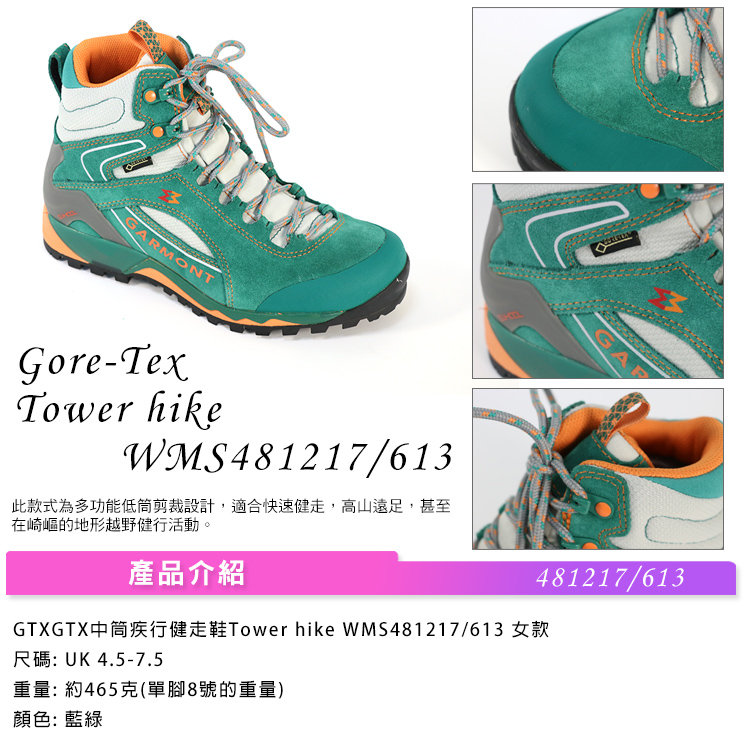 GARMONT
GORE-TEX
GARMONT
Gore-Tex
Tower hike
WMS481217/613
此款式為多功能低筒剪裁設計，適合快速健走，高山遠足，甚至
在崎嶇的地形越野健行活動。
產品介紹
481217/613
GTXGTX中筒疾行健走鞋Tower hike WMS481217/613 女款
尺碼: UK 4.5-7.5
重量: 約465克(單腳8號的重量)
顏色: 藍綠